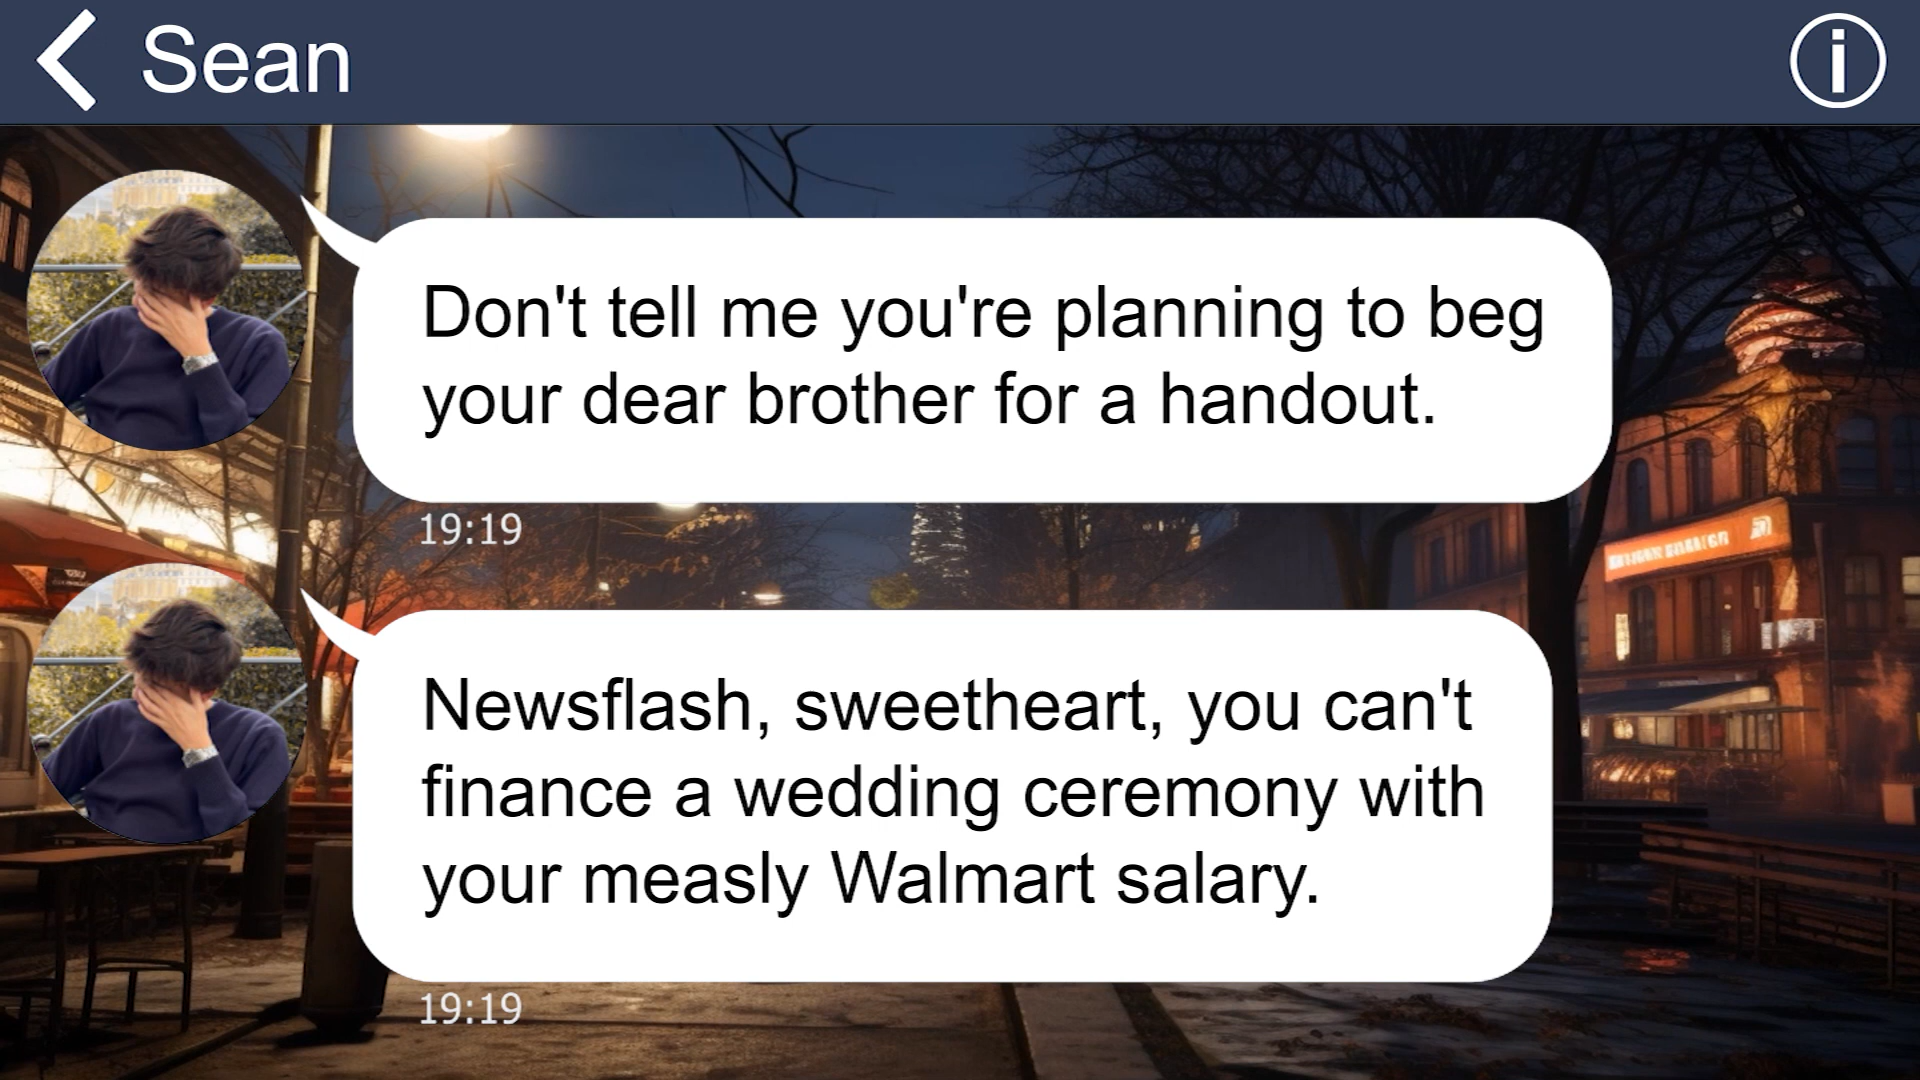 Sean
Don't tell me you're planning to beg
your dear brother for a handout.
19:19
Newsflash, sweetheart, you can't
finance a wedding ceremony with
your measly Walmart salary.
19:19